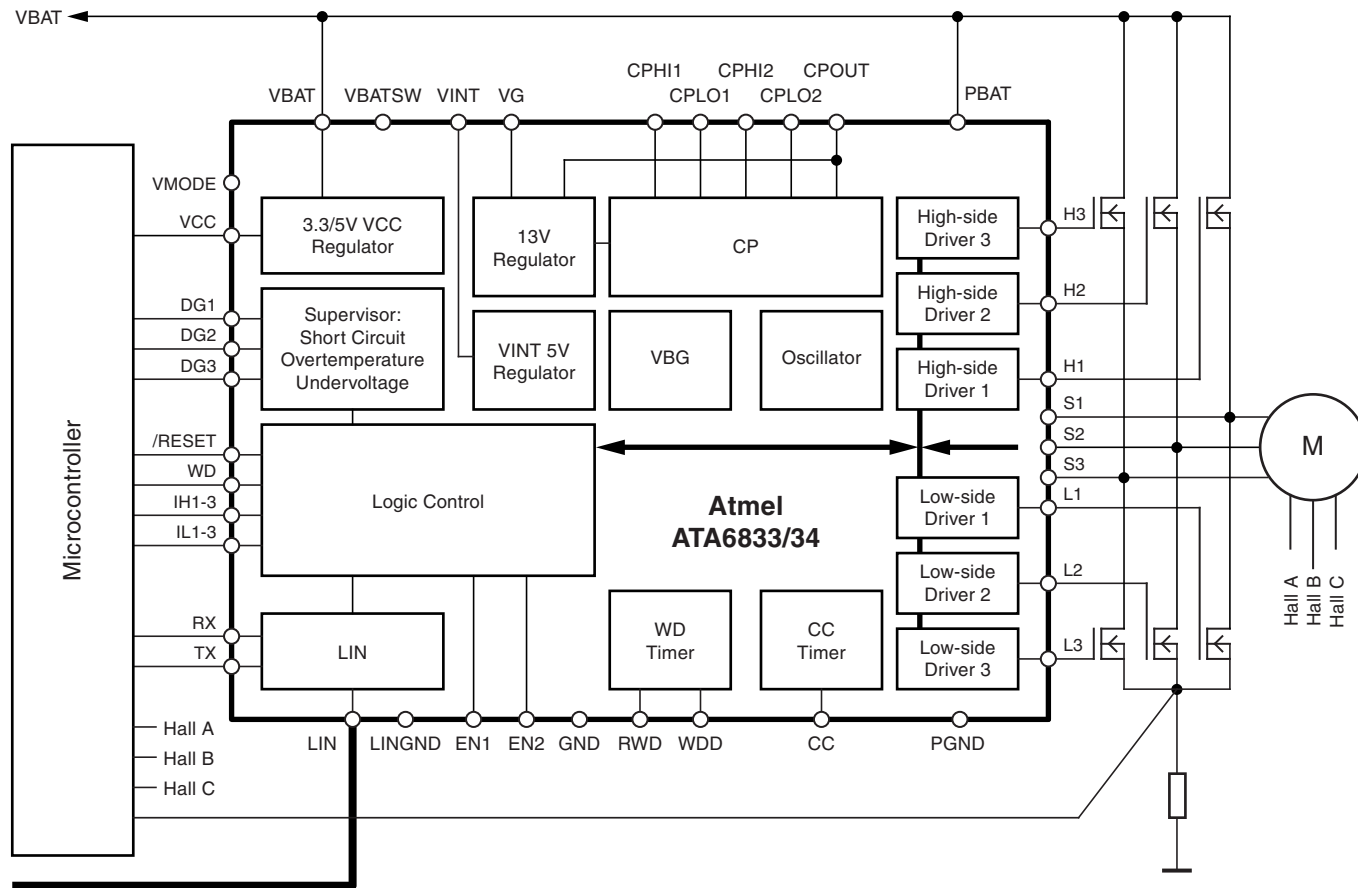 VBAT
CPHI1
CPHI2
CPOUT
VBAT
VBATSW
VINT
VG
CPLO1
CPLO2
PBAT
VMODE
VCC
3.3/5V VCC
Regulator
13V
Regulator
CP
High-side
Driver 3
H3
DG1
DG2
DG3
Supervisor:
Short Circuit
Overtemperature
Undervoltage
VINT 5V
Regulator
VBG
Oscillator
High-side
Driver 2
H2
High-side
Driver 1
H1
S1
S2
S3
M
Hall A
Hall B
Hall C
Microcontroller
/RESET
WD
IH1-3
IL1-3
Logic Control
Atmel
ATA6833/34
Low-side
Driver 1
L1
Low-side
Driver 2
L2
Low-side
Driver 3
L3
RX
TX
LIN
WD
Timer
CC
Timer
Hall A
Hall B
Hall C
LIN
LINGND
EN1
EN2
GND
RWD
WDD
CC
PGND